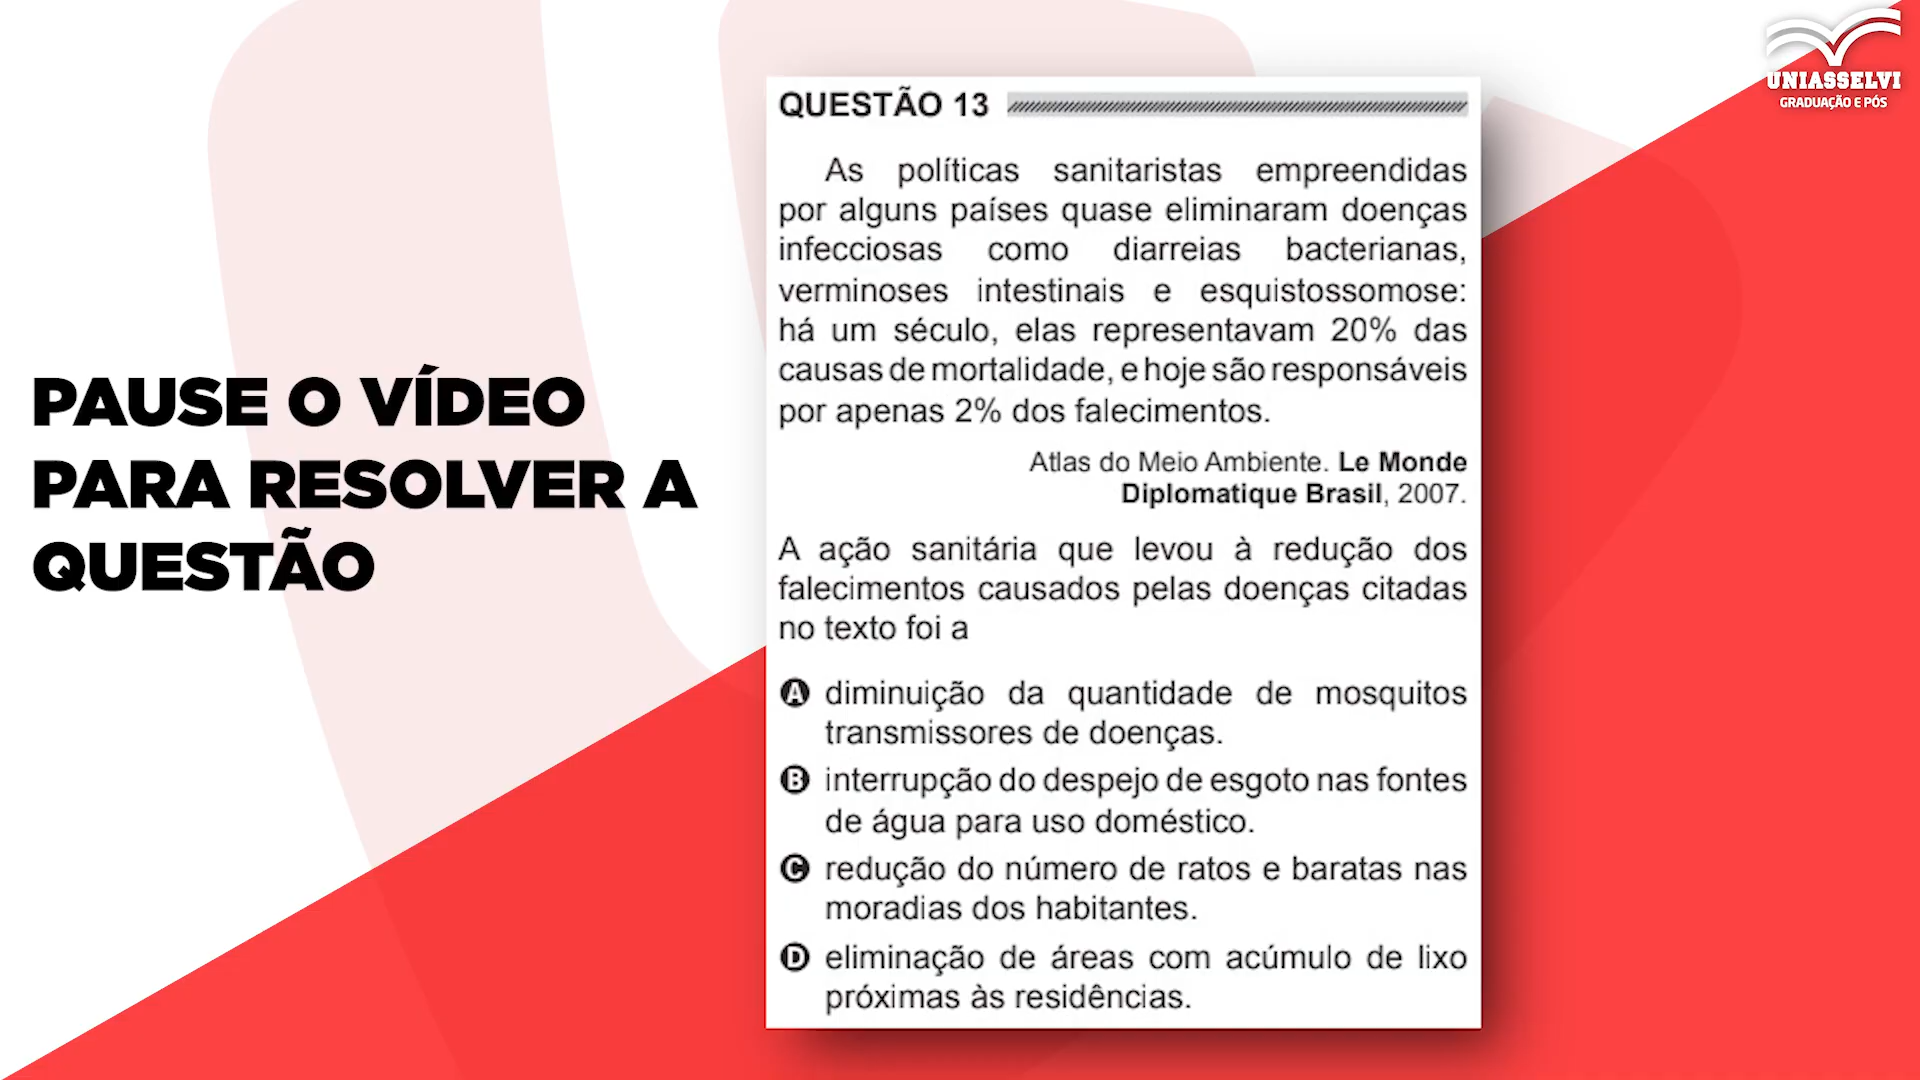 UNIASSELVI
GRADUAÇÃO E PÓS
PAUSE O VÍDEO
PARA RESOLVER A
QUESTÃO
QUESTÃO 13
As políticas sanitaristas empreendidas
por alguns países quase eliminaram doenças
infecciosas como diarreias bacterianas,
verminoses intestinais e esquistossomose:
há um século, elas representavam 20% das
causas de mortalidade, e hoje são responsáveis
por apenas 2% dos falecimentos.
Atlas do Meio Ambiente. Le Monde
Diplomatique Brasil, 2007.
A ação sanitária que levou à redução dos
falecimentos causados pelas doenças citadas
no texto foi a
A diminuição da quantidade de mosquitos
transmissores de doenças.
B interrupção do despejo de esgoto nas fontes
de água para uso doméstico.
C redução do número de ratos e baratas nas
moradias dos habitantes.
D eliminação de áreas com acúmulo de lixo
próximas às residências.